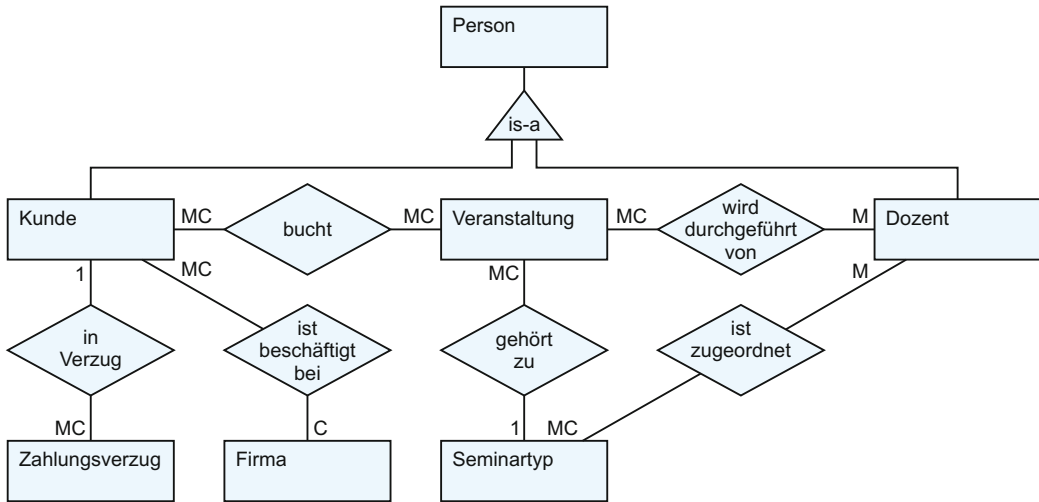 Person
is-a
Kunde
MC
bucht
MC
Veranstaltung
MC
wird
durchgeführt
von
M
Dozent
1
MC
MC
M
in
Verzug
ist
beschäftigt
bei
gehört
zu
ist
zugeordnet
MC
C
1
MC
Zahlungsverzug
Firma
Seminartyp